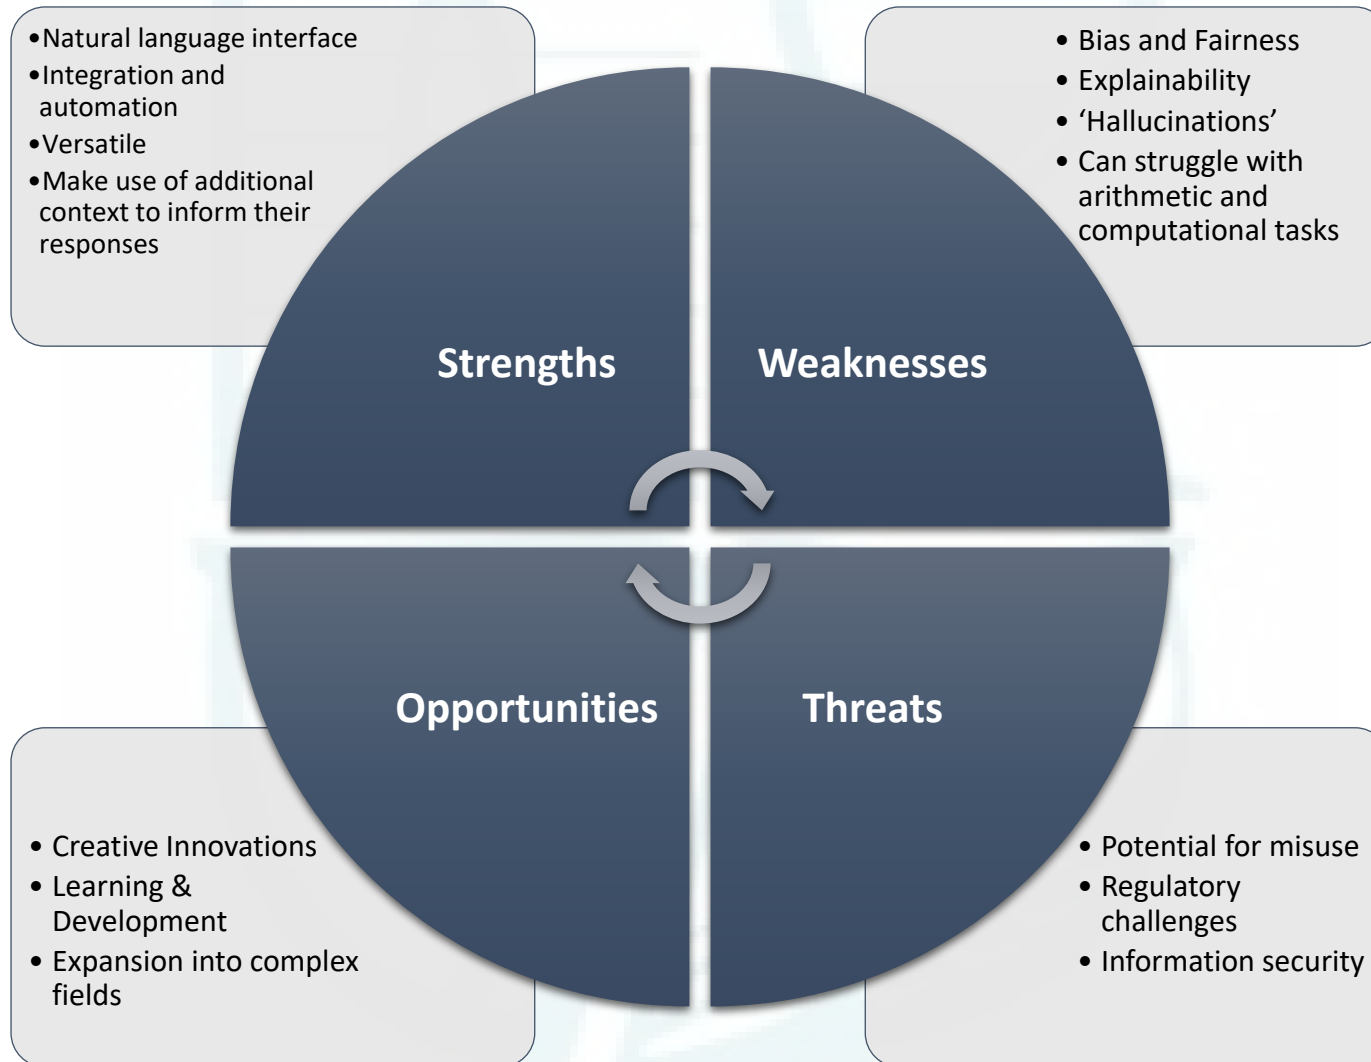 •Natural language interface
•Integration and
automation
•Versatile
•Make use of additional
context to inform their
responses
• Bias and Fairness
• Explainability
• ‘Hallucinations’
• Can struggle with
arithmetic and
computational tasks
Strengths
Weaknesses
Opportunities
Threats
• Creative Innovations
• Learning &
Development
• Expansion into complex
fields
• Potential for misuse
• Regulatory
challenges
• Information security